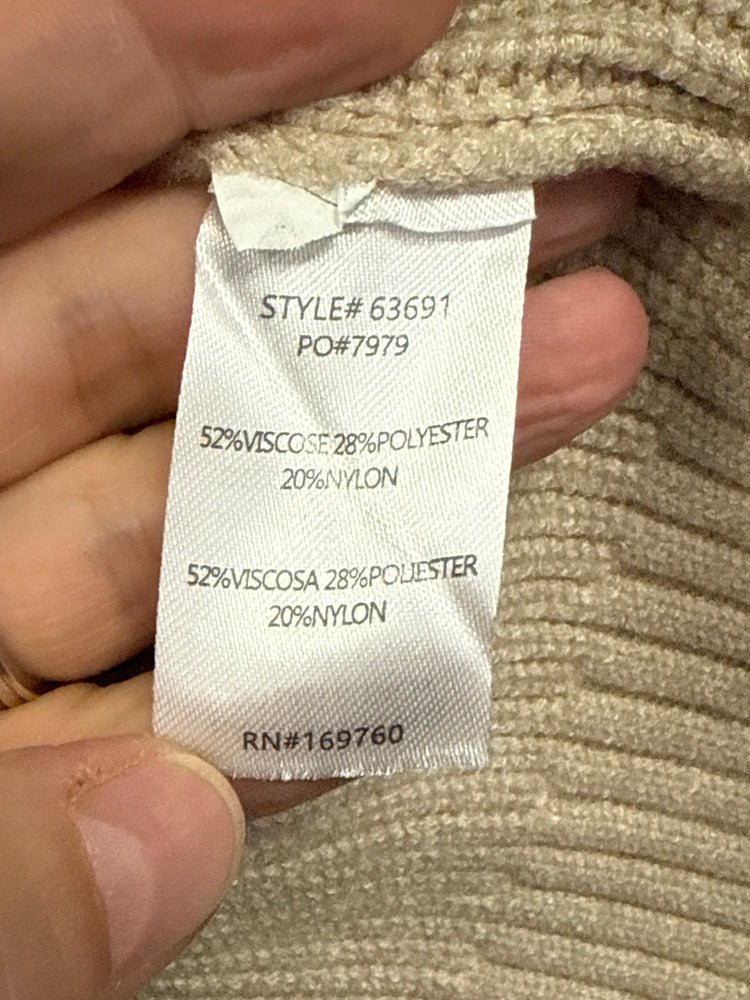 STYLE# 63691
PO#7979
52%VISCOSE 28%POLYESTER
20%NYLON
52%VISCOSA 28%POLIESTER
20%NYLON
RN#169760